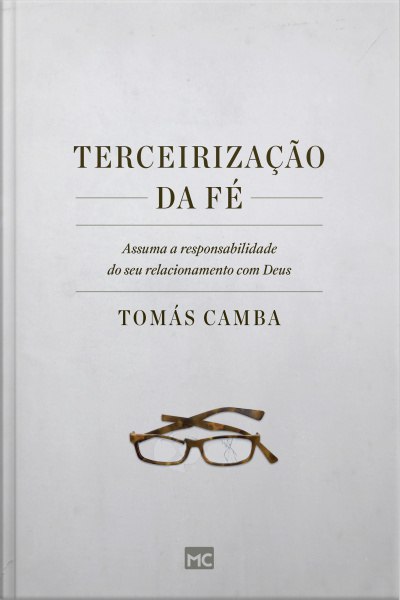 TERCEIRIZAÇÃO
DA FÉ
Assuma a responsabilidade
do seu relacionamento com Deus
TOMÁS CAMBA
MC